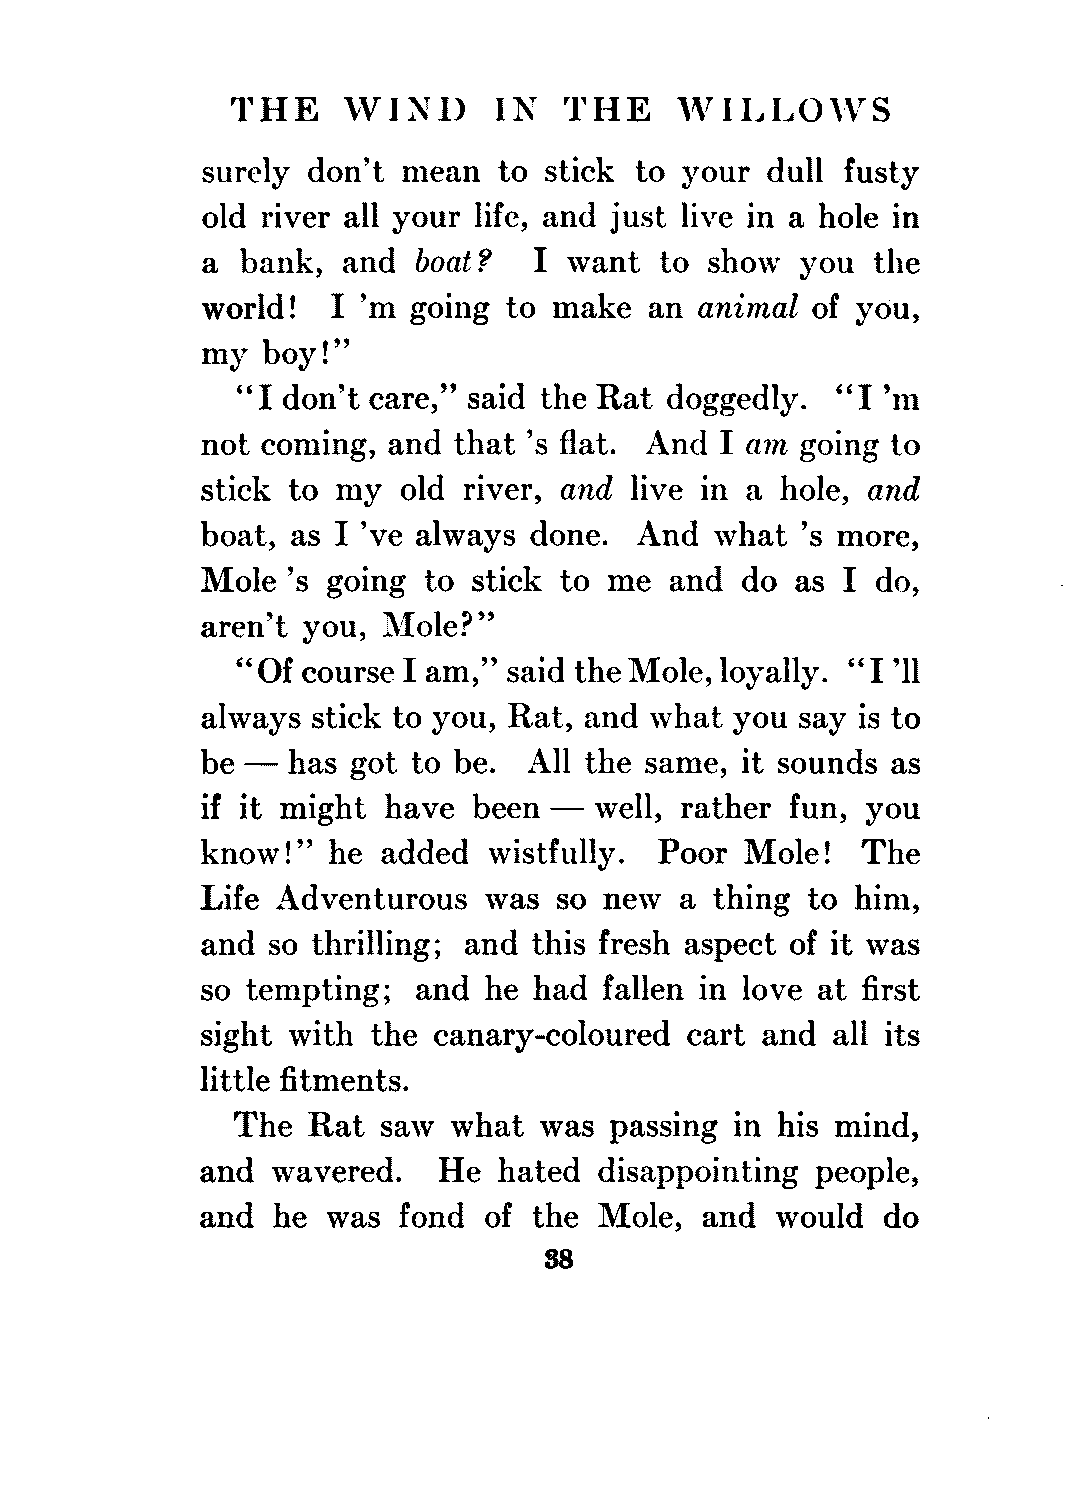 THE WIND IN THE WILLOWS
surely don't mean to stick to your dull fusty
old river all your life, and just live in a hole in
a bank, and boat? I want to show you the
world! I 'm going to make an animal of you,
my boy!"
"I don't care," said the Rat doggedly. "I 'm
not coming, and that 's flat. And I am going to
stick to my old river, and live in a hole, and
boat, as I 've always done. And what 's more,
Mole 's going to stick to me and do as I do,
aren't you, Mole?"
"Of course I am," said the Mole, loyally. "I 'll
always stick to you, Rat, and what you say is to
be — has got to be. All the same, it sounds as
if it might have been — well, rather fun, you
know!" he added wistfully. Poor Mole! The
Life Adventurous was so new a thing to him,
and so thrilling; and this fresh aspect of it was
so tempting; and he had fallen in love at first
sight with the canary-coloured cart and all its
little fitments.
The Rat saw what was passing in his mind,
and wavered. He hated disappointing people,
and he was fond of the Mole, and would do
38